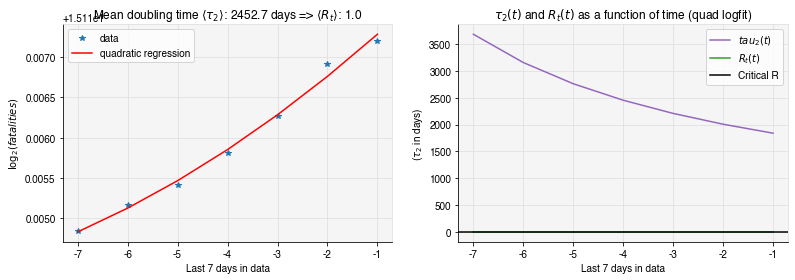 Mean doubling time ⟨τ₂⟩: 2452.7 days => ⟨Rₜ⟩: 1.0
data
quadratic regression
0.0070
0.0065
0.0060
0.0055
0.0050
log₂(fatalities)
-7 -6 -5 -4 -3 -2 -1
Last 7 days in data
τ₂(t) and Rₜ(t) as a function of time (quad logfit)
tau₂(t)
Rₜ(t)
Critical R
3500
3000
2500
2000
1500
1000
500
0
(τ₂ in days)
-7 -6 -5 -4 -3 -2 -1
Last 7 days in data